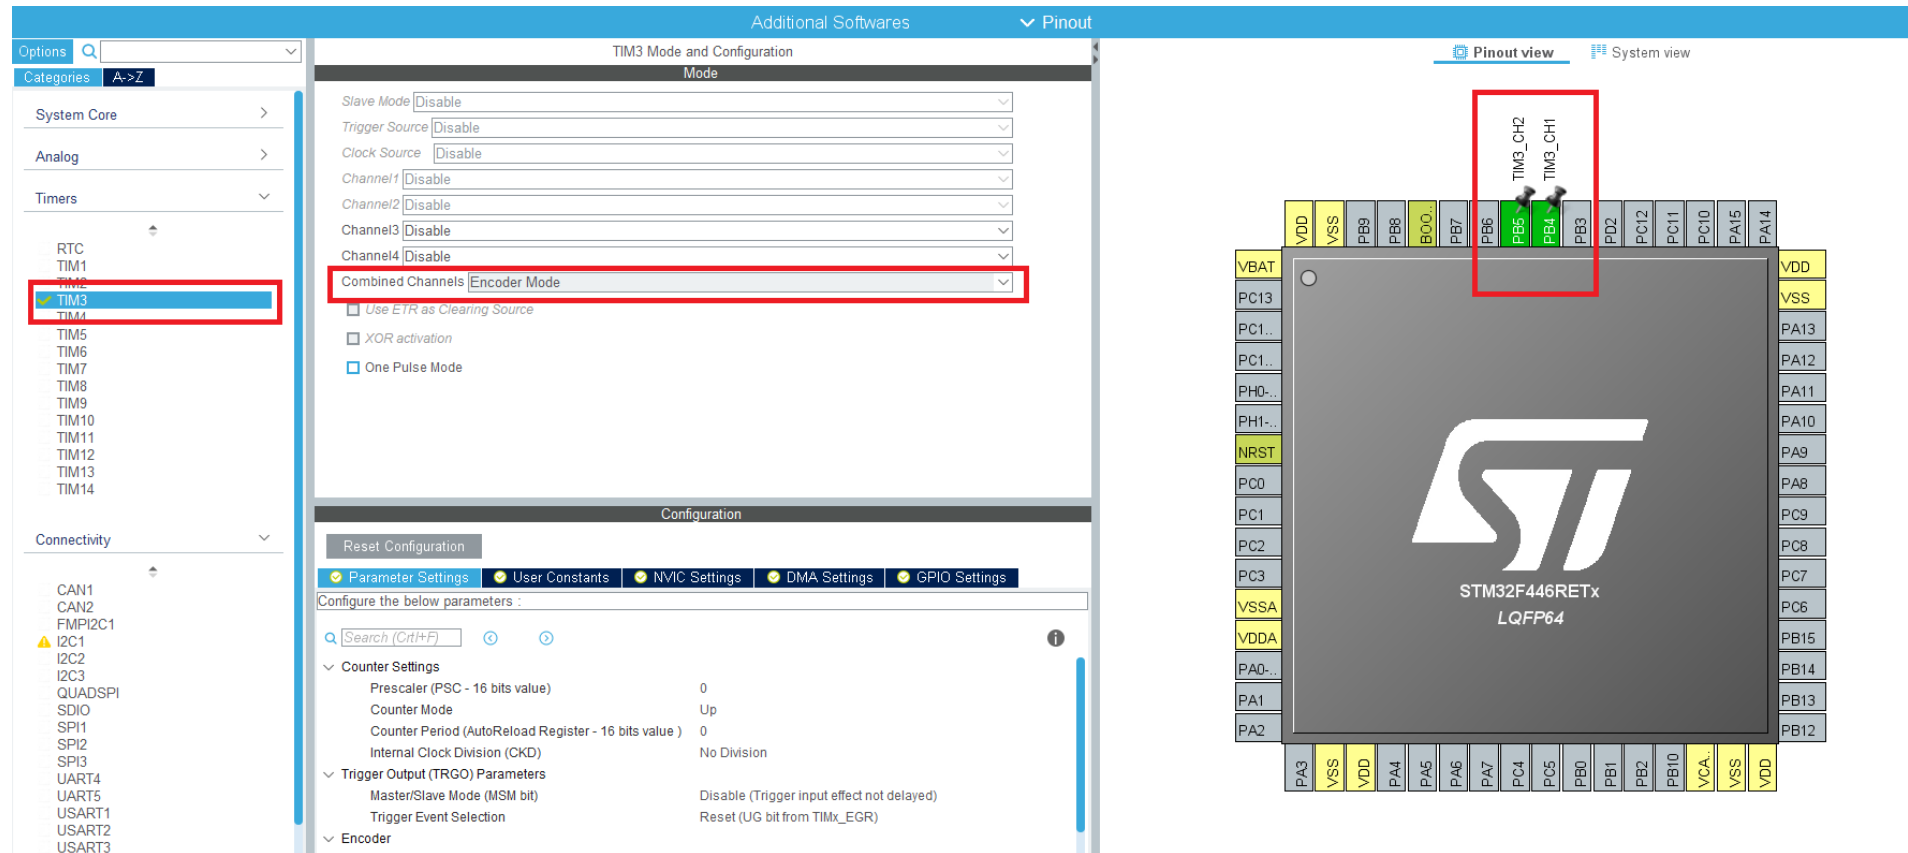 Additional Softwares
Pinout
Options
Categories
A->Z
System Core
Analog
Timers
RTC
TIM1
TIM2
TIM3
TIM4
TIM5
TIM6
TIM7
TIM8
TIM9
TIM10
TIM11
TIM12
TIM13
TIM14
Connectivity
CAN1
CAN2
FMPI2C1
I2C1
I2C2
I2C3
QUADSPI
SDIO
SPI1
SPI2
SPI3
UART4
UART5
USART1
USART2
USART3
TIM3 Mode and Configuration
Mode
Slave Mode Disable
Trigger Source Disable
Clock Source Disable
Channel1 Disable
Channel2 Disable
Channel3 Disable
Channel4 Disable
Combined Channels Encoder Mode
Use ETR as Clearing Source
XOR activation
One Pulse Mode
Configuration
Reset Configuration
Parameter Settings
User Constants
NVIC Settings
DMA Settings
GPIO Settings
Configure the below parameters :
Search (Crtl+F)
Counter Settings
Prescaler (PSC - 16 bits value) 0
Counter Mode Up
Counter Period (AutoReload Register - 16 bits value ) 0
Internal Clock Division (CKD) No Division
Trigger Output (TRGO) Parameters
Master/Slave Mode (MSM bit) Disable (Trigger input effect not delayed)
Trigger Event Selection Reset (UG bit from TIMx_EGR)
Encoder
Pinout view
System view
TIM3_CH2
TIM3_CH1
VDD
VSS
PB9
PB8
BOO..
PB7
PB6
PB5
PB4
PB3
PD2
PC12
PC11
PC10
PA15
PA14
VBAT
PC13
PC1..
PC1..
PH0-..
PH1-..
NRST
PC0
PC1
PC2
PC3
VSSA
VDDA
PA0-..
PA1
PA2
STM32F446RETx
LQFP64
VDD
VSS
PA13
PA12
PA11
PA10
PA9
PA8
PC9
PC8
PC7
PC6
PB15
PB14
PB13
PB12
PA3
VSS
VDD
PA4
PA5
PA6
PA7
PC4
PC5
PB0
PB1
PB2
PB10
VCA..
VSS
VDD